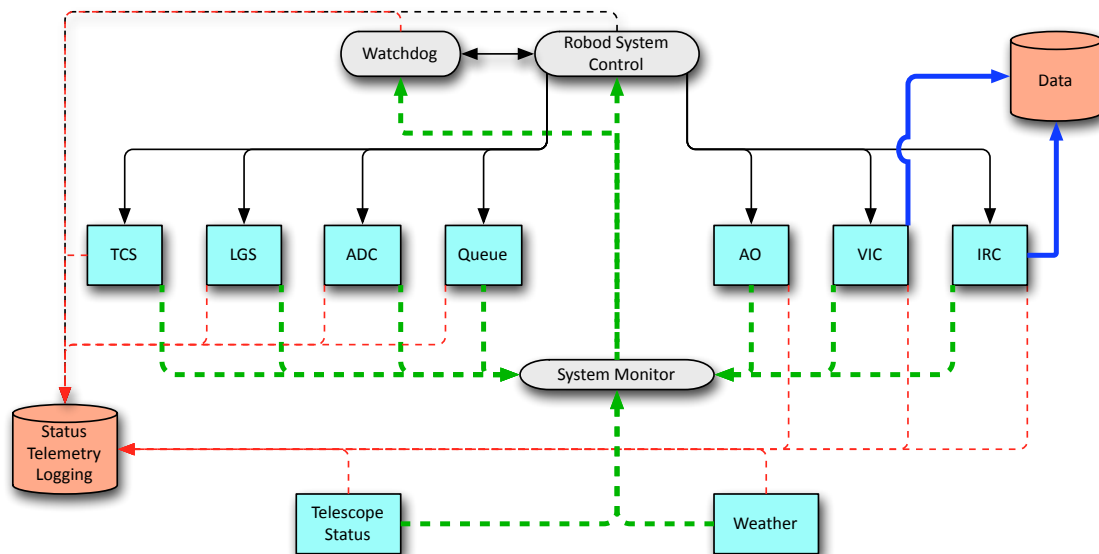 Watchdog
Robod System
Control
Data
TCS
LGS
ADC
Queue
AO
VIC
IRC
System Monitor
Status
Telemetry
Logging
Telescope
Status
Weather